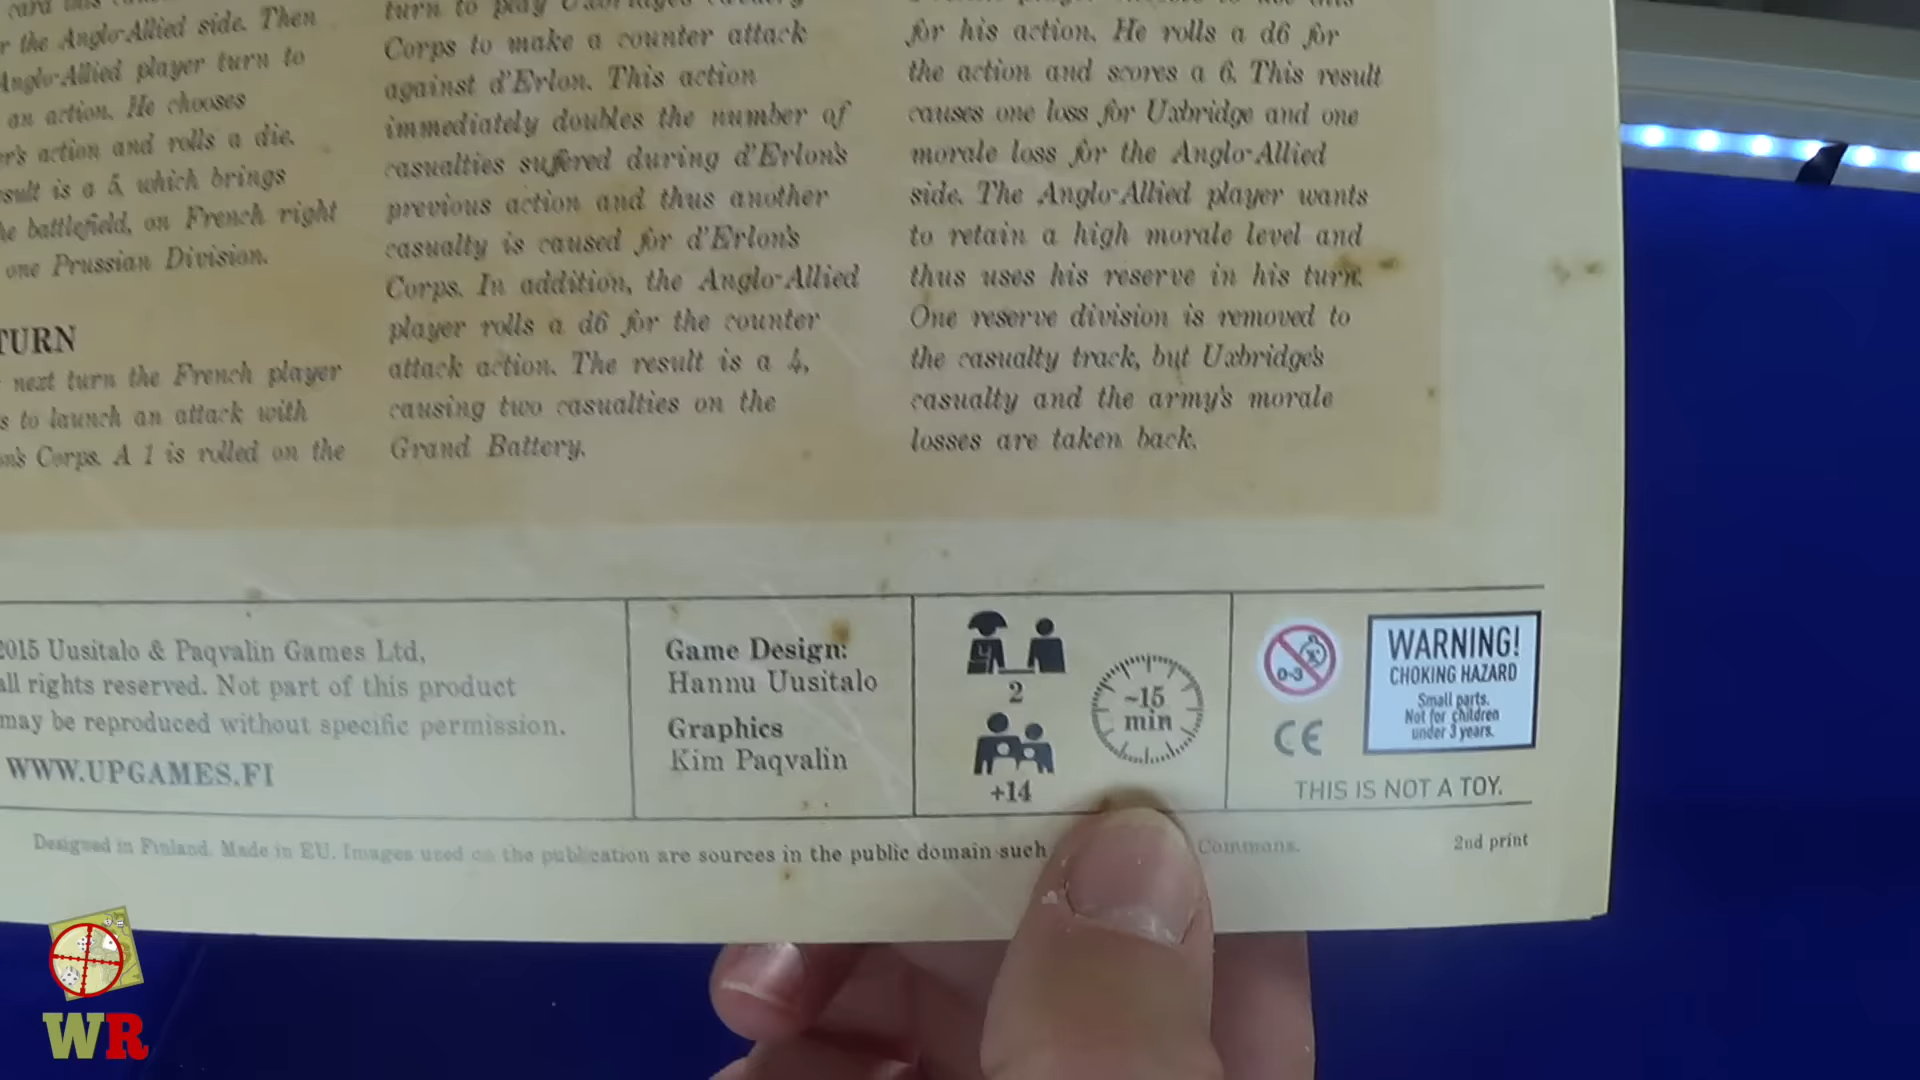 card
r the Anglo-Allied side. Then
Anglo-Allied player turn to
an action. He chooses
er's action and rolls a die.
esult is a 5, which brings
he battlefield, on French right
one Prussian Division.
TURN
next turn the French player
s to launch an attack with
on's Corps. A 1 is rolled on the
turn to play Uxbridge's
Corps to make a counter attack
against d'Erlon. This action
immediately doubles the number of
casualties suffered during d'Erlon's
previous action and thus another
casualty is caused for d'Erlon's
Corps. In addition, the Anglo-Allied
player rolls a d6 for the counter
attack action. The result is a 4,
causing two casualties on the
Grand Battery.
for his action. He rolls a d6 for
the action and scores a 6. This result
causes one loss for Uxbridge and one
morale loss for the Anglo-Allied
side. The Anglo-Allied player wants
to retain a high morale level and
thus uses his reserve in his turn.
One reserve division is removed to
the casualty track, but Uxbridge's
casualty and the army's morale
losses are taken back.
2015 Uusitalo & Paqvalin Games Ltd,
all rights reserved. Not part of this product
may be reproduced without specific permission.
WWW.UPGAMES.FI
Game Design:
Hannu Uusitalo
Graphics
Kim Paqvalin
2
+14
~15
min
0-3
CE
WARNING!
CHOKING HAZARD
Small parts.
Not for children
under 3 years.
THIS IS NOT A TOY.
Designed in Finland. Made in EU. Images used on the publication are sources in the public domain such Commons.
2nd print
WR